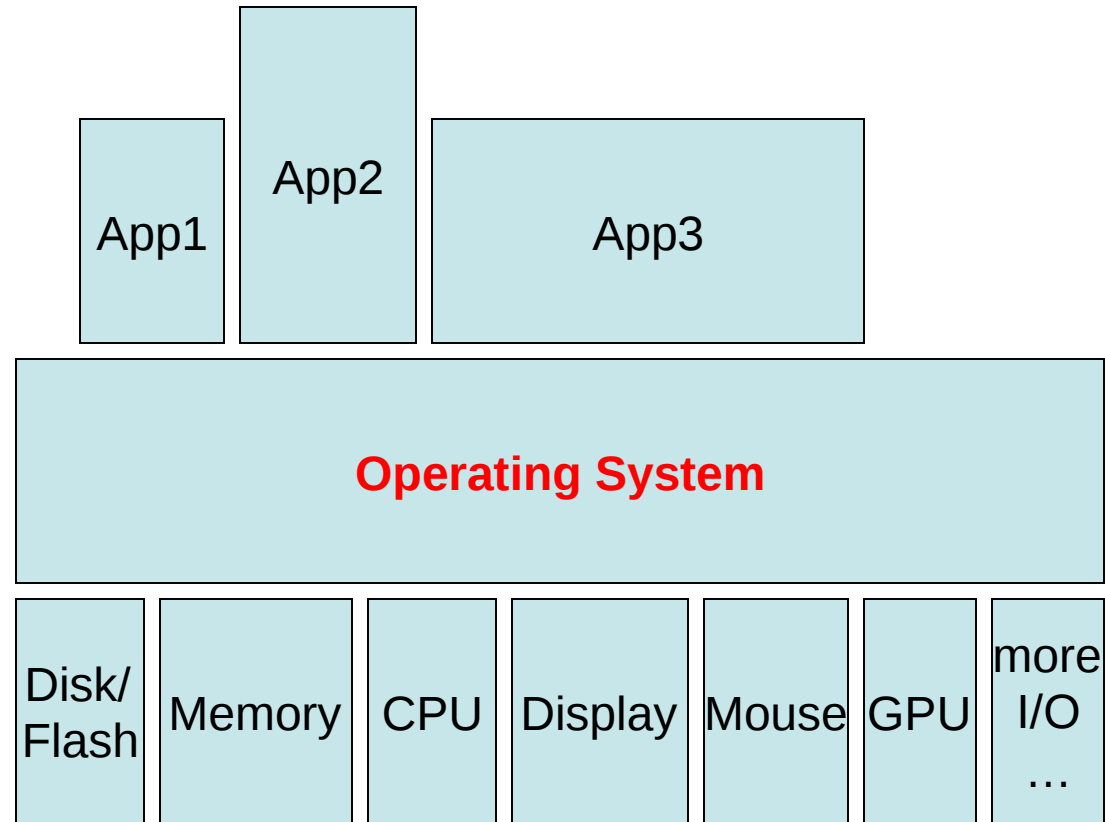 App1
App2
App3
Operating System
Disk/
Flash
Memory
CPU
Display
Mouse
GPU
more
I/O
…